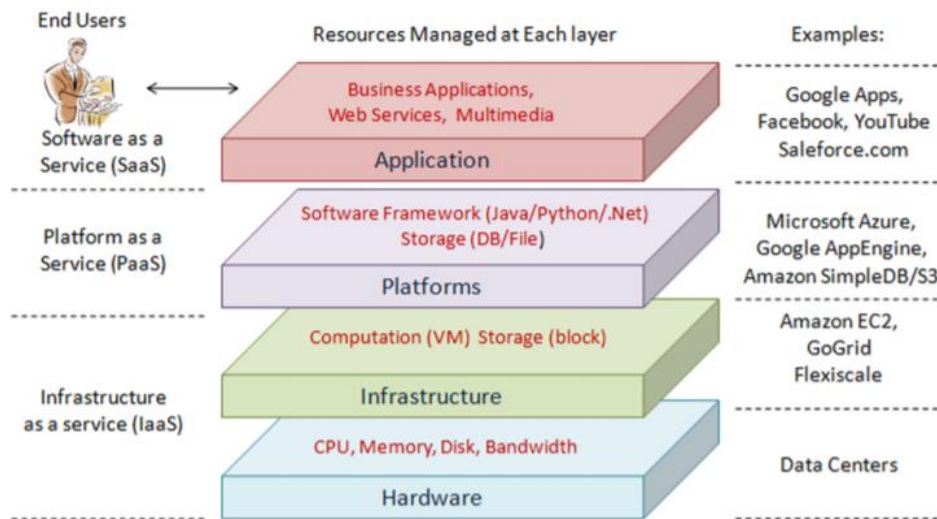 End Users
Resources Managed at Each layer
Examples:
Business Applications,
Web Services, Multimedia
Application
Software as a
Service (SaaS)
Google Apps,
Facebook, YouTube
Saleforce.com
Software Framework (Java/Python/.Net)
Storage (DB/File)
Platforms
Platform as a
Service (PaaS)
Microsoft Azure,
Google AppEngine,
Amazon SimpleDB/S3
Computation (VM) Storage (block)
Infrastructure
Amazon EC2,
GoGrid
Flexiscale
Infrastructure
as a service (IaaS)
CPU, Memory, Disk, Bandwidth
Hardware
Data Centers